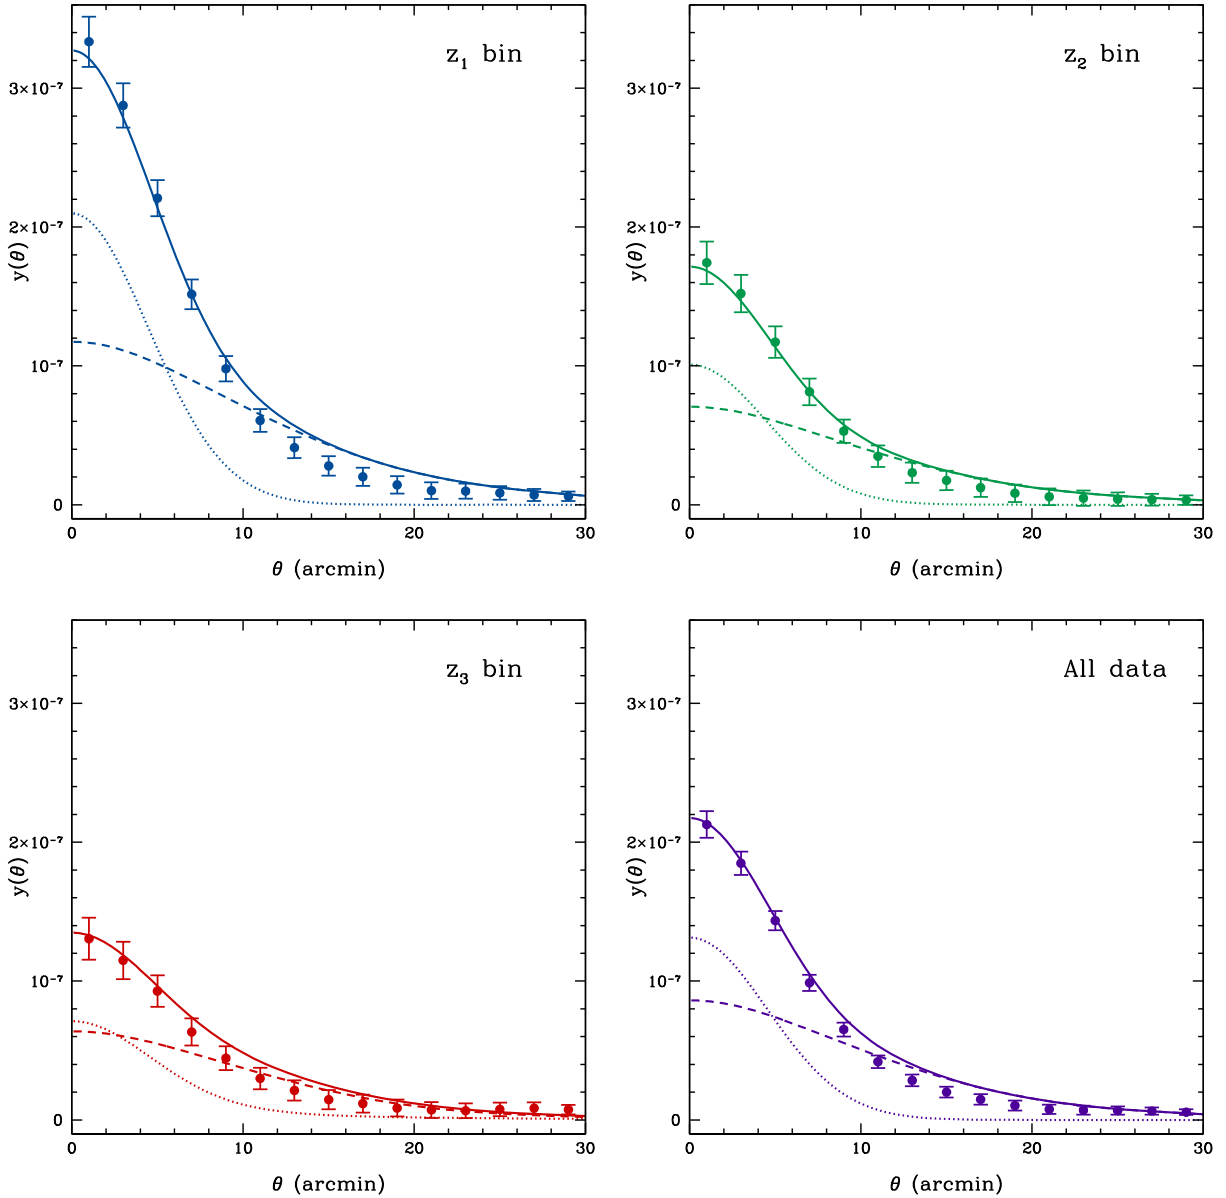 z₁ bin
3×10⁻⁷
2×10⁻⁷
10⁻⁷
0
y(θ)
0 10 20 30
θ (arcmin)
z₂ bin
3×10⁻⁷
2×10⁻⁷
10⁻⁷
0
y(θ)
0 10 20 30
θ (arcmin)
z₃ bin
3×10⁻⁷
2×10⁻⁷
10⁻⁷
0
y(θ)
0 10 20 30
θ (arcmin)
All data
3×10⁻⁷
2×10⁻⁷
10⁻⁷
0
y(θ)
0 10 20 30
θ (arcmin)